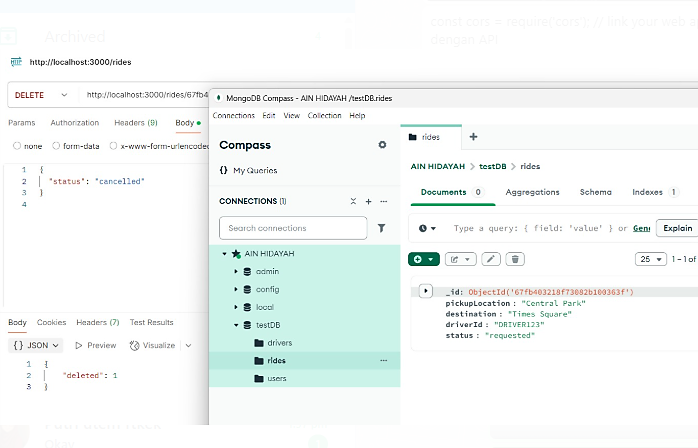 const cors = require('cors'); // link your web a
dengan API
Archived
http://localhost:3000/rides
DELETE http://localhost:3000/rides/67fb4
Params Authorization Headers (9) Body
none form-data x-www-form-urlencoded
1 {
2 "status": "cancelled"
3 }
4
Body Cookies Headers (7) Test Results
{} JSON Preview Visualize
1 {
2 "deleted": 1
3 }
MongoDB Compass - AIN HIDAYAH /testDB.rides
Connections Edit View Collection Help
Compass
{} My Queries
CONNECTIONS (1)
Search connections
AIN HIDAYAH
admin
config
local
testDB
drivers
rides
users
rides
AIN HIDAYAH > testDB > rides
Documents 0 Aggregations Schema Indexes 1
Type a query: { field: 'value' } or Gene Explain
25 1 – 1 of
_id: ObjectId('67fb403218f73082b100363f')
pickupLocation : "Central Park"
destination : "Times Square"
driverId : "DRIVER123"
status : "requested"